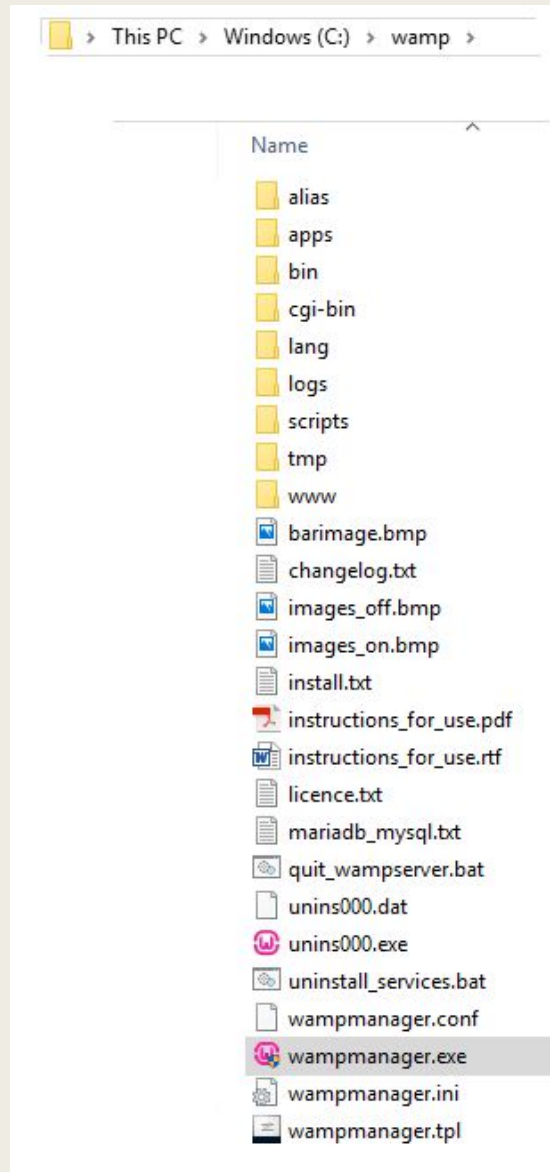 This PC > Windows (C:) > wamp >
Name
alias
apps
bin
cgi-bin
lang
logs
scripts
tmp
www
barimage.bmp
changelog.txt
images_off.bmp
images_on.bmp
install.txt
instructions_for_use.pdf
instructions_for_use.rtf
licence.txt
mariadb_mysql.txt
quit_wampserver.bat
unins000.dat
unins000.exe
uninstall_services.bat
wampmanager.conf
wampmanager.exe
wampmanager.ini
wampmanager.tpl